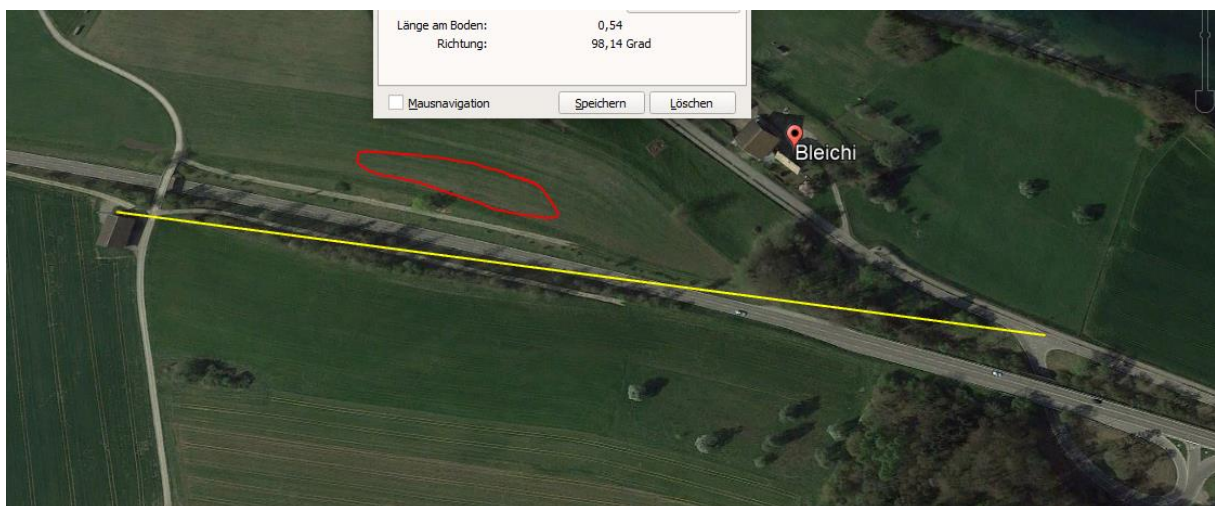 Länge am Boden: 0,54
Richtung: 98,14 Grad
Mausnavigation Speichern Löschen
Bleichi